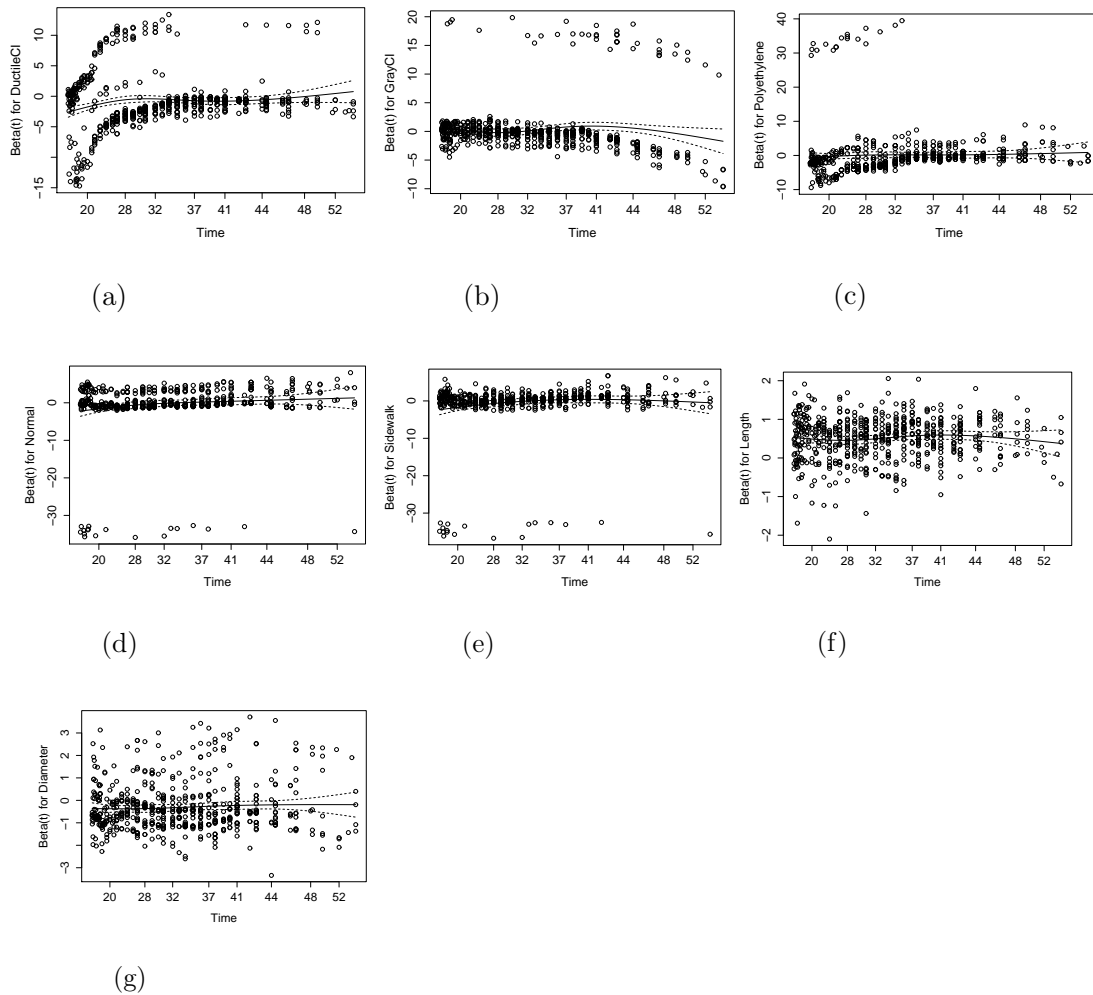 Beta(t) for DuctileCI
10
5
0
−5
−15
20 28 32 37 41 44 48 52
Time
(a)
Beta(t) for GrayCI
20
15
10
5
0
−5
−10
20 28 32 37 41 44 48 52
Time
(b)
Beta(t) for Polyethylene
40
30
20
10
0
−10
20 28 32 37 41 44 48 52
Time
(c)
Beta(t) for Normal
0
−10
−20
−30
20 28 32 37 41 44 48 52
Time
(d)
Beta(t) for Sidewalk
0
−10
−20
−30
20 28 32 37 41 44 48 52
Time
(e)
Beta(t) for Length
2
1
0
−1
−2
20 28 32 37 41 44 48 52
Time
(f)
Beta(t) for Diameter
3
2
1
0
−1
−3
20 28 32 37 41 44 48 52
Time
(g)